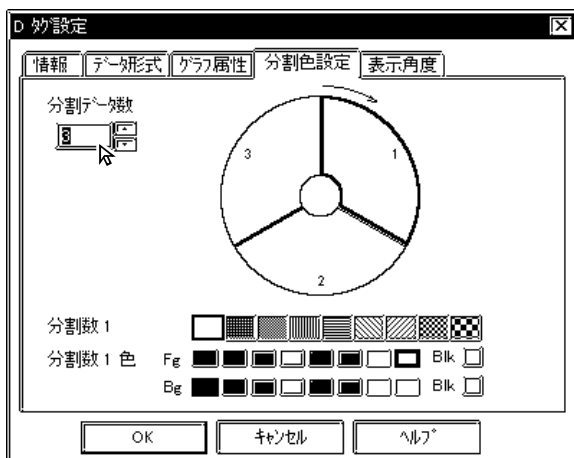 D ﾀｸﾞ設定
情報 ﾃﾞｰﾀ形式 ｸﾞﾗﾌ属性 分割色設定 表示角度
分割ﾃﾞｰﾀ数
3
3
1
2
分割数 1
分割数 1 色 Fg Blk
Bg Blk
OK ｷｬﾝｾﾙ ﾍﾙﾌﾟ